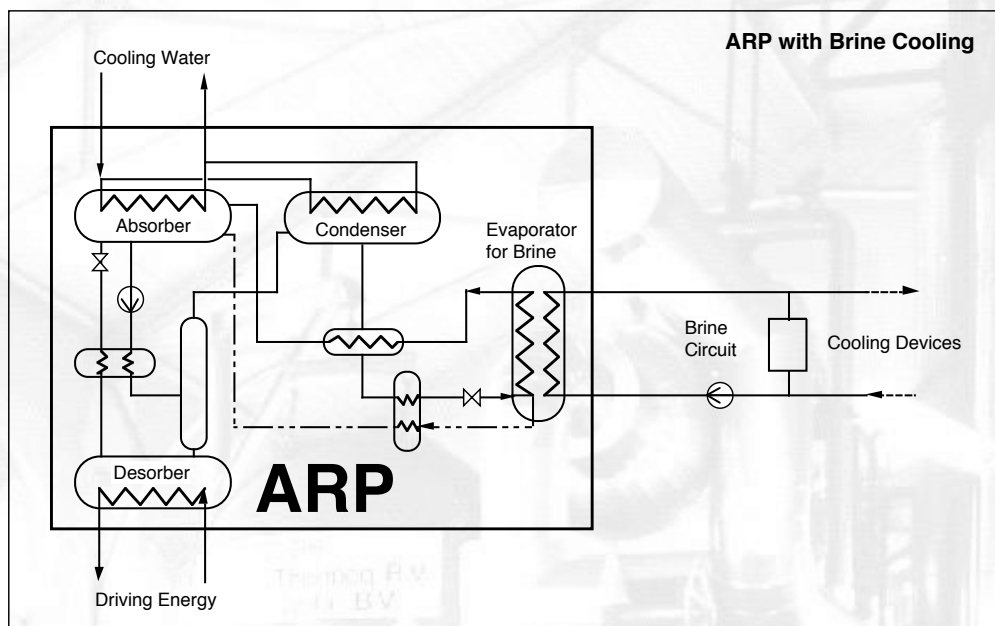 ARP with Brine Cooling
Cooling Water
Absorber
Condenser
Evaporator
for Brine
Brine
Circuit
Cooling Devices
Desorber
ARP
Driving Energy
B.V.